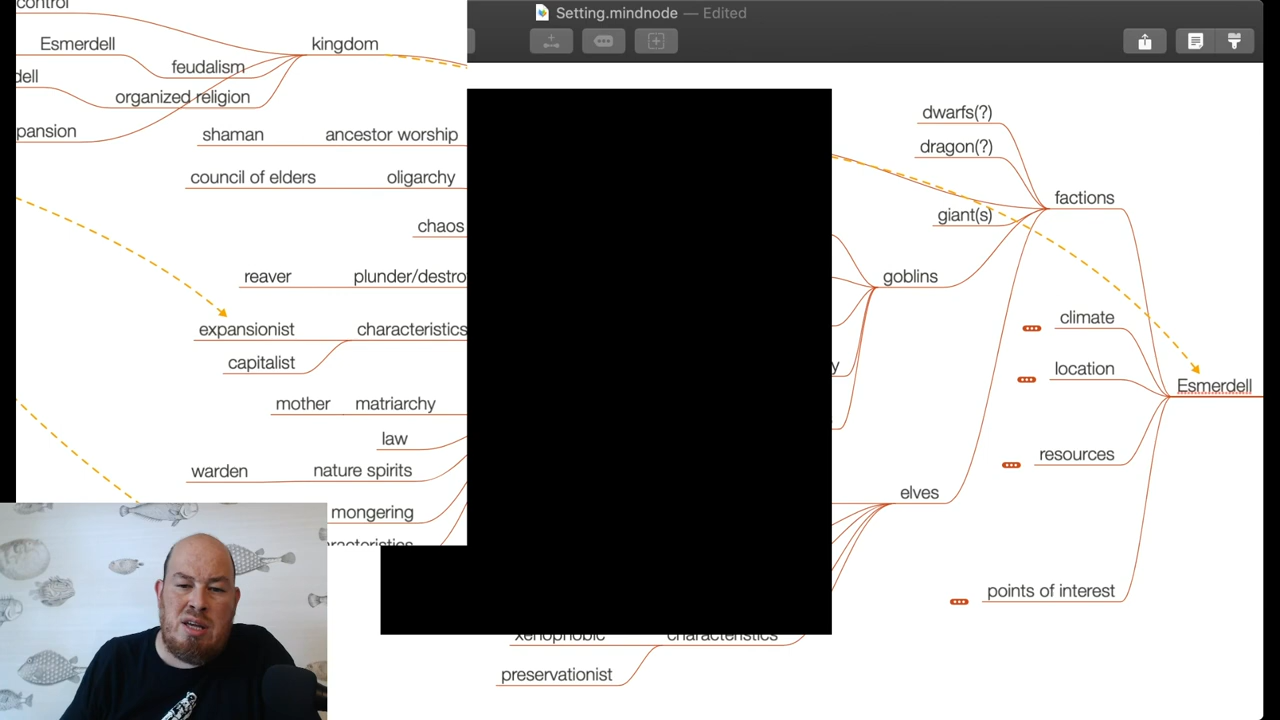 control
Setting.mindnode — Edited
Esmerdell
kingdom
feudalism
dell
organized religion
pansion
shaman
ancestor worship
council of elders
oligarchy
chaos
reaver
plunder/destro
expansionist
characteristics
capitalist
mother
matriarchy
law
warden
nature spirits
mongering
characteristics
dwarfs(?)
dragon(?)
factions
giant(s)
goblins
climate
y
location
Esmerdell
resources
elves
points of interest
xenophobic
characteristics
preservationist